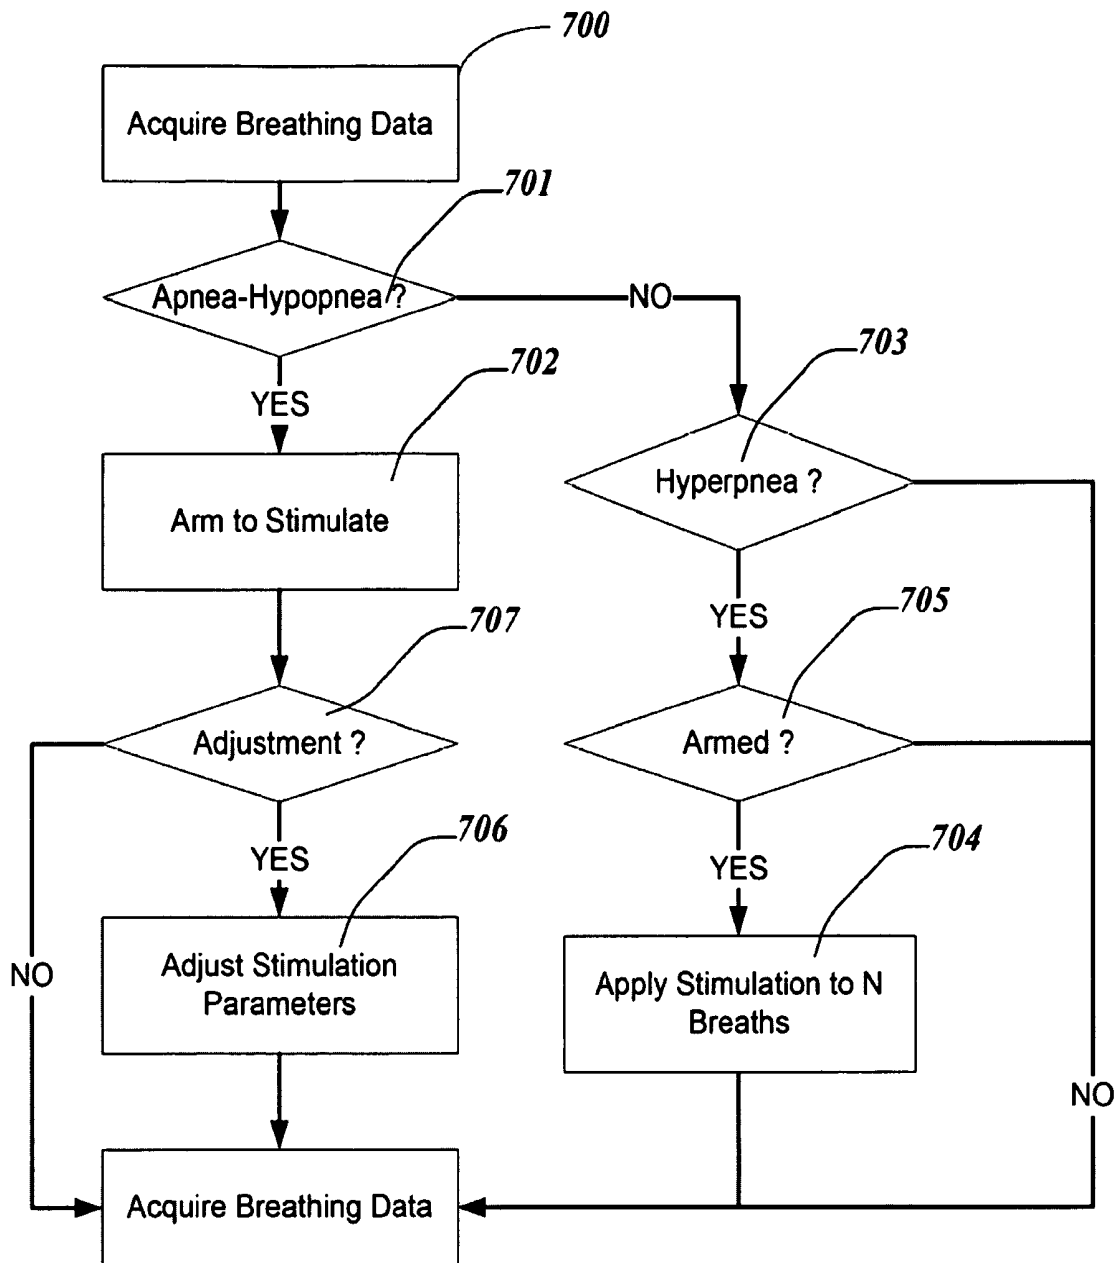 700
Acquire Breathing Data
701
Apnea-Hypopnea ?
NO
703
702
YES
Hyperpnea ?
Arm to Stimulate
YES
705
707
Adjustment ?
Armed ?
706
YES
YES
704
NO
Adjust Stimulation
Parameters
Apply Stimulation to N
Breaths
NO
Acquire Breathing Data